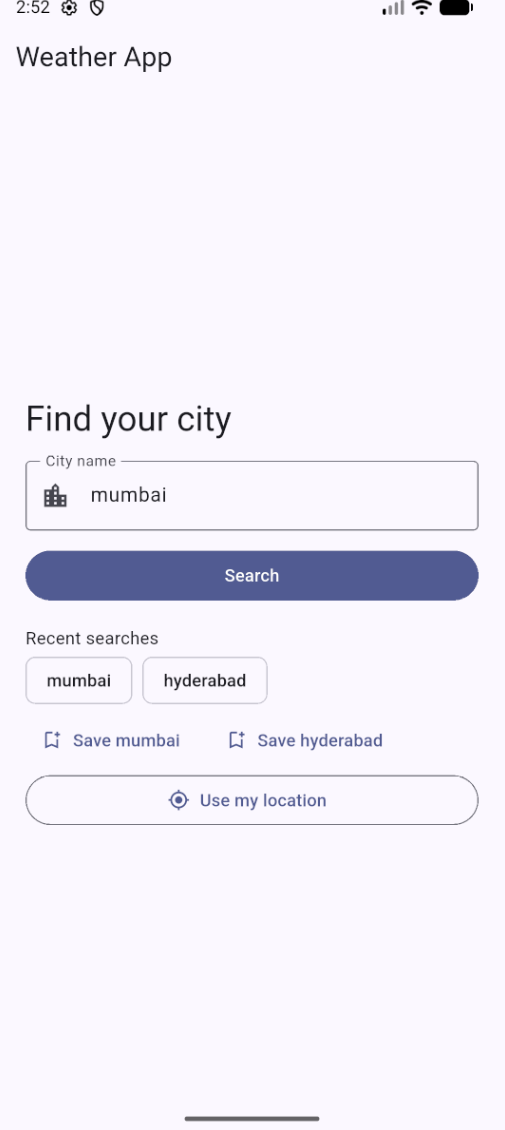 2:52
Weather App
Find your city
City name
mumbai
Search
Recent searches
mumbai hyderabad
Save mumbai Save hyderabad
Use my location